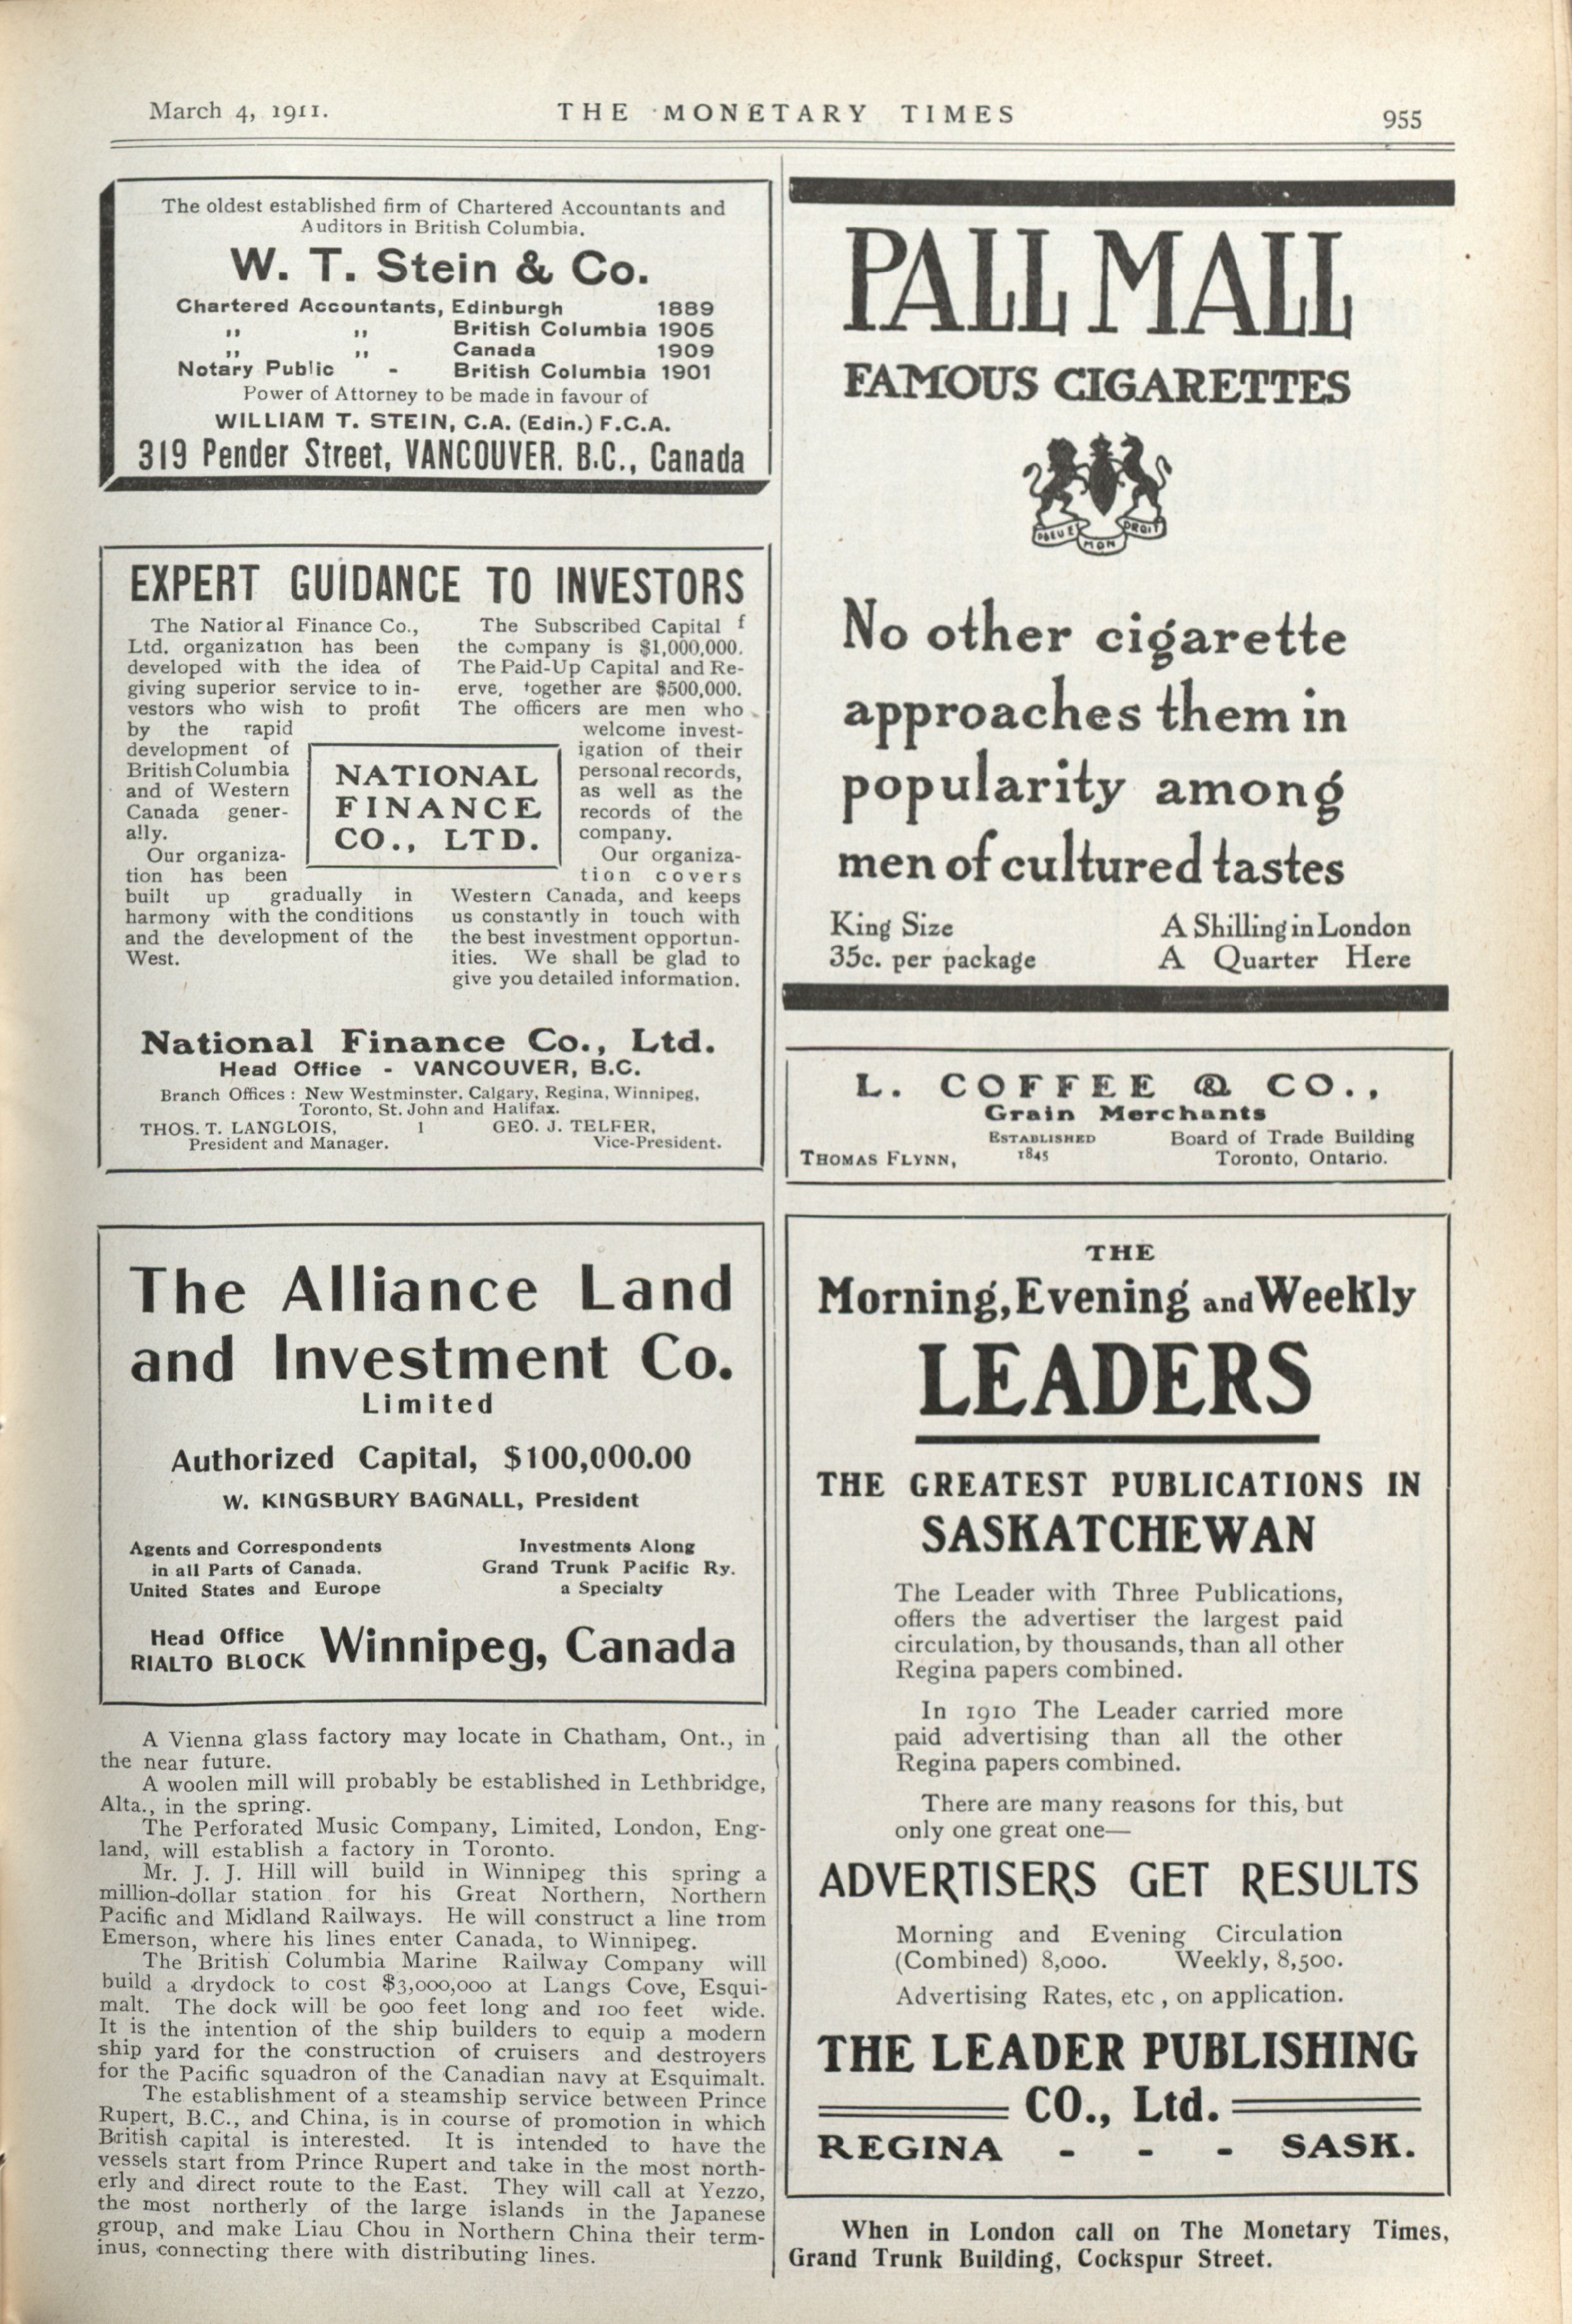 March 4, 1911.
THE MONETARY TIMES
955
The oldest established firm of Chartered Accountants and
Auditors in British Columbia.
W. T. Stein & Co.
Chartered Accountants, Edinburgh 1889
,, ,, British Columbia 1905
,, ,, Canada 1909
Notary Public - British Columbia 1901
Power of Attorney to be made in favour of
WILLIAM T. STEIN, C.A. (Edin.) F.C.A.
319 Pender Street, VANCOUVER. B.C., Canada
EXPERT GUIDANCE TO INVESTORS
The National Finance Co.,
Ltd. organization has been
developed with the idea of
giving superior service to in-
vestors who wish to profit
by the rapid
development of
British Columbia
and of Western
Canada gener-
ally.
Our organiza-
tion has been
built up gradually in
harmony with the conditions
and the development of the
West.
NATIONAL
FINANCE
CO., LTD.
The Subscribed Capital f
the company is $1,000,000.
The Paid-Up Capital and Re-
erve, together are $500,000.
The officers are men who
welcome invest-
igation of their
personal records,
as well as the
records of the
company.
Our organiza-
tion covers
Western Canada, and keeps
us constantly in touch with
the best investment opportun-
ities. We shall be glad to
give you detailed information.
National Finance Co., Ltd.
Head Office - VANCOUVER, B.C.
Branch Offices : New Westminster, Calgary, Regina, Winnipeg,
Toronto, St. John and Halifax.
THOS. T. LANGLOIS, 1 GEO. J. TELFER,
President and Manager. Vice-President.
The Alliance Land
and Investment Co.
Limited
Authorized Capital, $100,000.00
W. KINGSBURY BAGNALL, President
Agents and Correspondents
in all Parts of Canada.
United States and Europe
Investments Along
Grand Trunk Pacific Ry.
a Specialty
Head Office
RIALTO BLOCK
Winnipeg, Canada
A Vienna glass factory may locate in Chatham, Ont., in
the near future.
A woolen mill will probably be established in Lethbridge,
Alta., in the spring.
The Perforated Music Company, Limited, London, Eng-
land, will establish a factory in Toronto.
Mr. J. J. Hill will build in Winnipeg this spring a
million-dollar station for his Great Northern, Northern
Pacific and Midland Railways. He will construct a line from
Emerson, where his lines enter Canada, to Winnipeg.
The British Columbia Marine Railway Company will
build a drydock to cost $3,000,000 at Langs Cove, Esqui-
malt. The dock will be 900 feet long and 100 feet wide.
It is the intention of the ship builders to equip a modern
ship yard for the construction of cruisers and destroyers
for the Pacific squadron of the Canadian navy at Esquimalt.
The establishment of a steamship service between Prince
Rupert, B.C., and China, is in course of promotion in which
British capital is interested. It is intended to have the
vessels start from Prince Rupert and take in the most north-
erly and direct route to the East. They will call at Yezzo,
the most northerly of the large islands in the Japanese
group, and make Liau Chou in Northern China their term-
inus, connecting there with distributing lines.
PALL MALL
FAMOUS CIGARETTES
DIEU ET MON DROIT
No other cigarette
approaches them in
popularity among
men of cultured tastes
King Size
35c. per package
A Shilling in London
A Quarter Here
L. COFFEE & CO.,
Grain Merchants
THOMAS FLYNN,
ESTABLISHED
1845
Board of Trade Building
Toronto, Ontario.
THE
Morning, Evening and Weekly
LEADERS
THE GREATEST PUBLICATIONS IN
SASKATCHEWAN
The Leader with Three Publications,
offers the advertiser the largest paid
circulation, by thousands, than all other
Regina papers combined.
In 1910 The Leader carried more
paid advertising than all the other
Regina papers combined.
There are many reasons for this, but
only one great one—
ADVERTISERS GET RESULTS
Morning and Evening Circulation
(Combined) 8,000. Weekly, 8,500.
Advertising Rates, etc , on application.
THE LEADER PUBLISHING
CO., Ltd.
REGINA - - - SASK.
When in London call on The Monetary Times,
Grand Trunk Building, Cockspur Street.